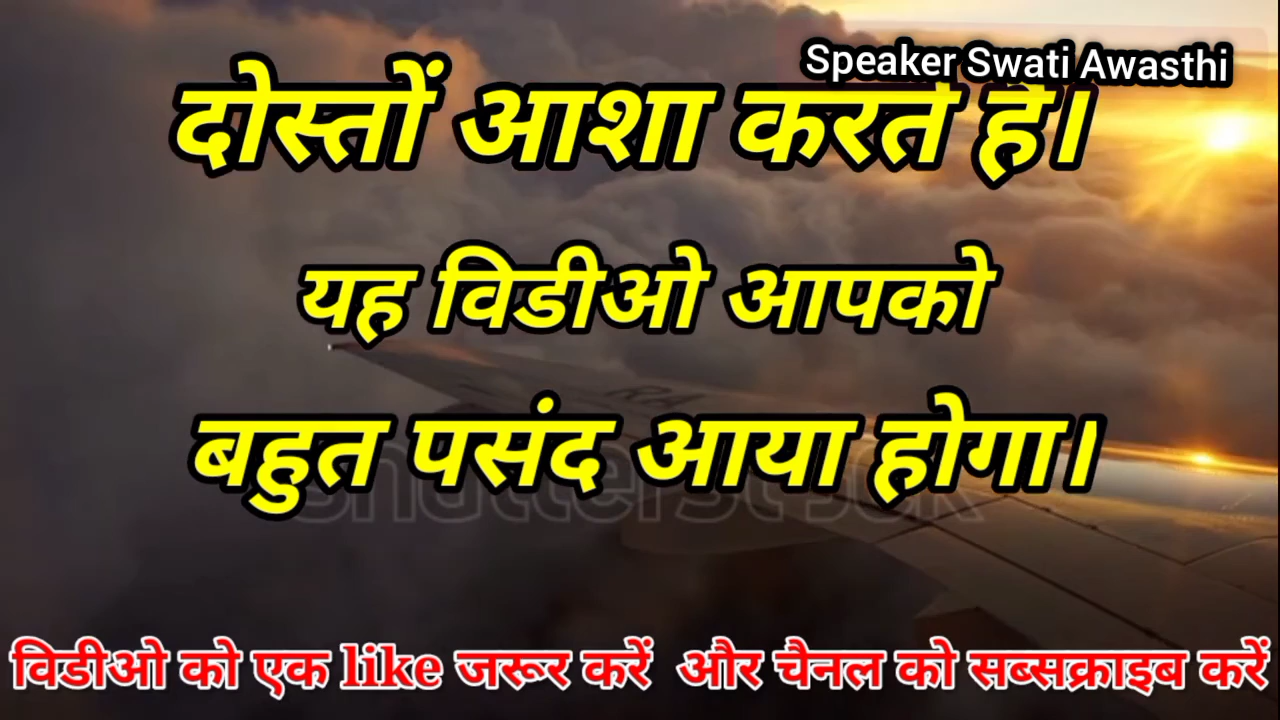 Speaker Swati Awasthi
दोस्तों आशा करते है।
यह विडीओ आपको
बहुत पसंद आया होगा।
shutterstock
विडीओ को एक like जरूर करें और चैनल को सब्सक्राइब करें